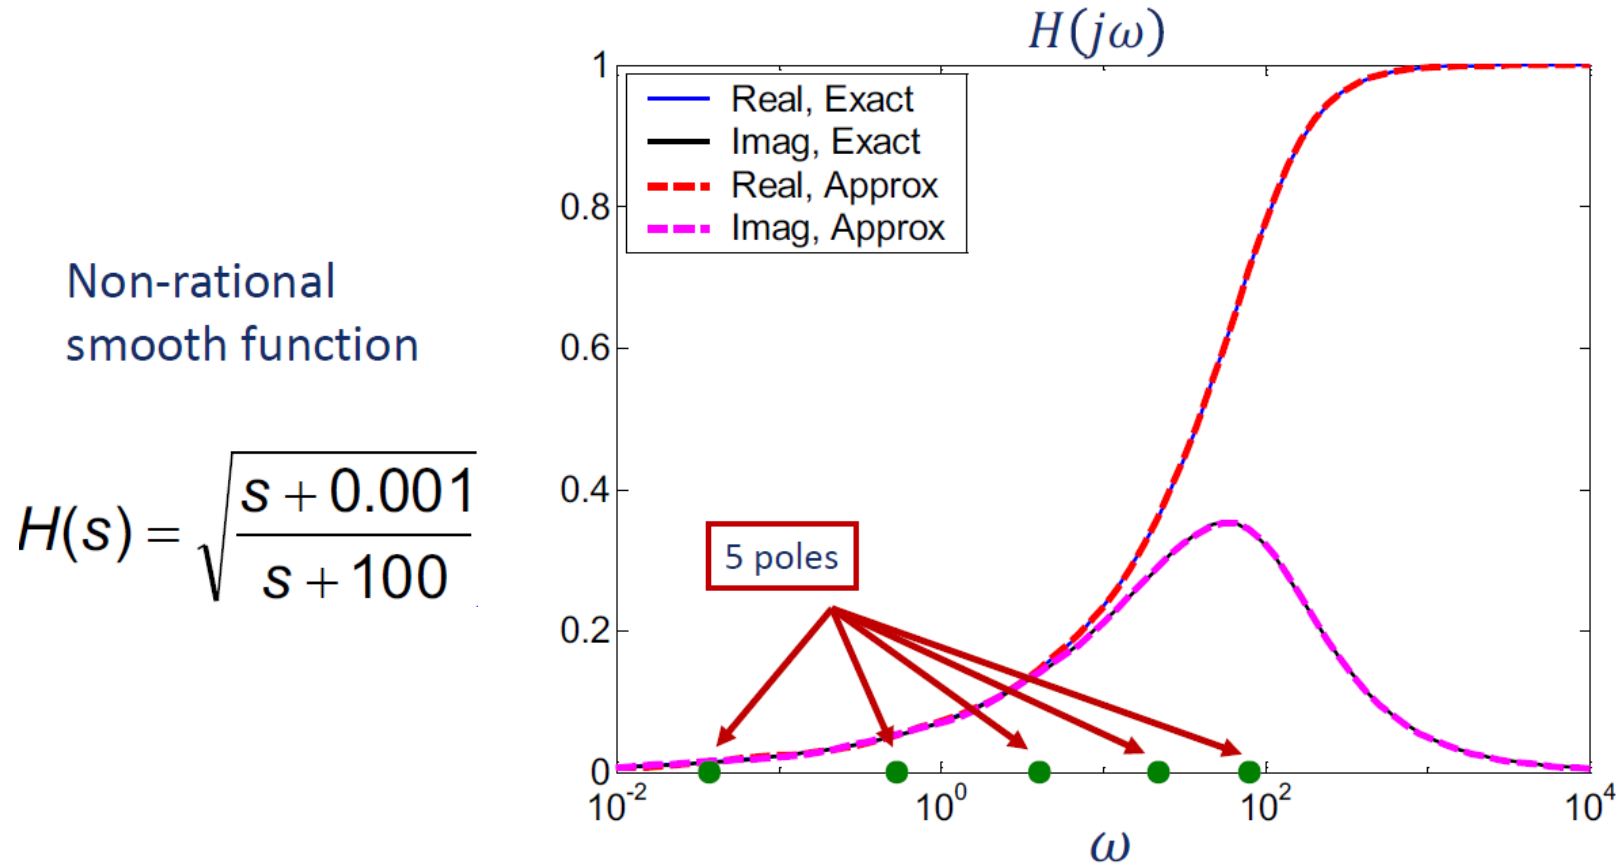 H(jω)
Non-rational
smooth function
H(s) = √((s + 0.001)/(s + 100))
Real, Exact
Imag, Exact
Real, Approx
Imag, Approx
5 poles
1
0.8
0.6
0.4
0.2
0
10^-2
10^0
10^2
10^4
ω